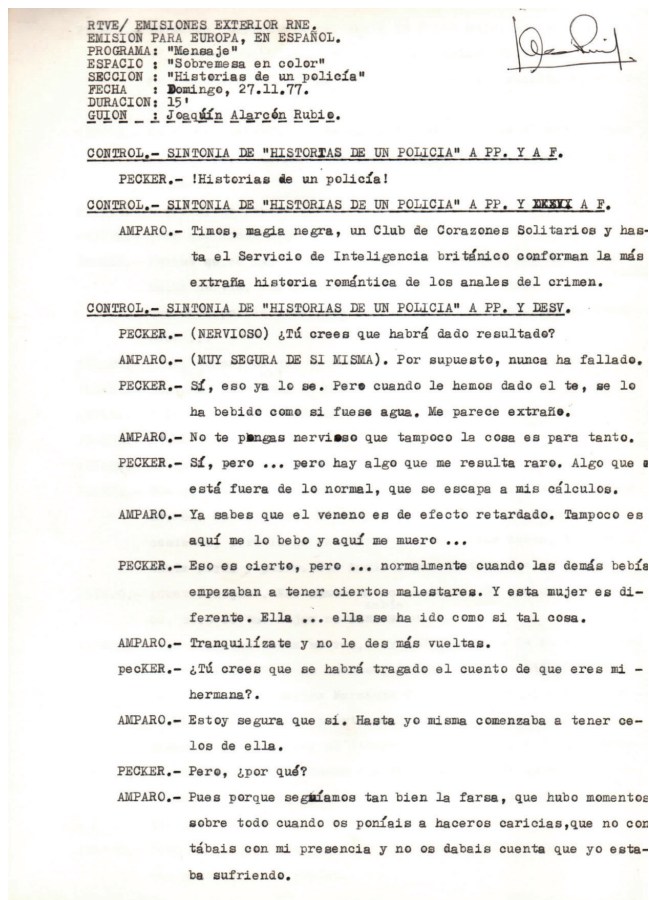 RTVE/ EMISIONES EXTERIOR RNE.
EMISION PARA EUROPA, EN ESPAÑOL.
PROGRAMA: "Mensaje"
ESPACIO : "Sobremesa en color"
SECCION : "Historias de un policía"
FECHA : Domingo, 27.11.77.
DURACION: 15'
GUION : Joaquín Alarcón Rubio.
CONTROL.- SINTONIA DE "HISTORIAS DE UN POLICIA" A PP. Y A F.
PECKER.- !Historias de un policía!
CONTROL.- SINTONIA DE "HISTORIAS DE UN POLICIA" A PP. Y A F.
AMPARO.- Timos, magia negra, un Club de Corazones Solitarios y has-
ta el Servicio de Inteligencia británico conforman la más
extraña historia romántica de los anales del crimen.
CONTROL.- SINTONIA DE "HISTORIAS DE UN POLICIA" A PP. Y DESV.
PECKER.- (NERVIOSO) ¿Tú crees que habrá dado resultado?
AMPARO.- (MUY SEGURA DE SI MISMA). Por supuesto, nunca ha fallado.
PECKER.- Sí, eso ya lo se. Pero cuando le hemos dado el te, se lo
ha bebido como si fuese agua. Me parece extraño.
AMPARO.- No te pongas nervioso que tampoco la cosa es para tanto.
PECKER.- Sí, pero ... pero hay algo que me resulta raro. Algo que
está fuera de lo normal, que se escapa a mis cálculos.
AMPARO.- Ya sabes que el veneno es de efecto retardado. Tampoco es
aquí me lo bebo y aquí me muero ...
PECKER.- Eso es cierto, pero ... normalmente cuando las demás bebía
empezaban a tener ciertos malestares. Y esta mujer es di-
ferente. Ella ... ella se ha ido como si tal cosa.
AMPARO.- Tranquilízate y no le des más vueltas.
pecKER.- ¿Tú crees que se habrá tragado el cuento de que eres mi -
hermana?.
AMPARO.- Estoy segura que sí. Hasta yo misma comenzaba a tener ce-
los de ella.
PECKER.- Pero, ¿por qué?
AMPARO.- Pues porque seguíamos tan bien la farsa, que hubo momentos
sobre todo cuando os poníais a haceros caricias,que no con
tábais con mi presencia y no os dabais cuenta que yo esta-
ba sufriendo.